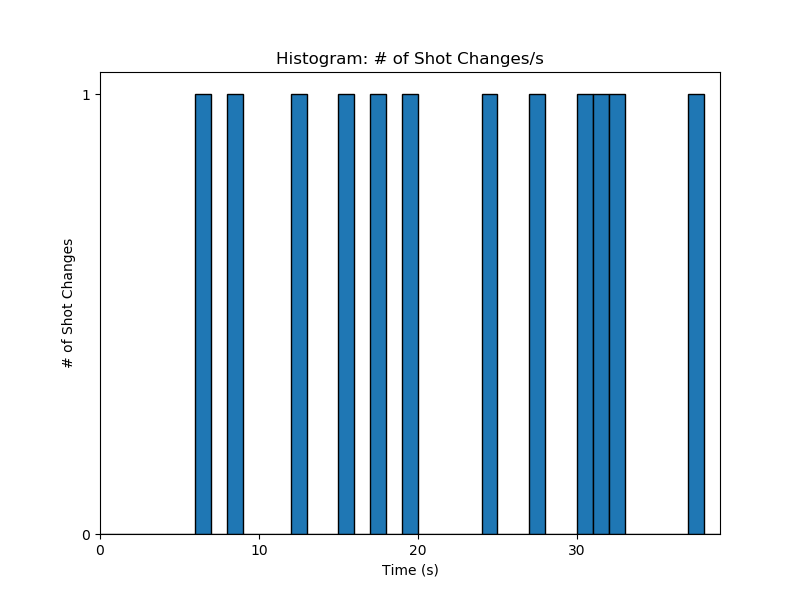 Histogram: # of Shot Changes/s
1
# of Shot Changes
0
0 10 20 30
Time (s)